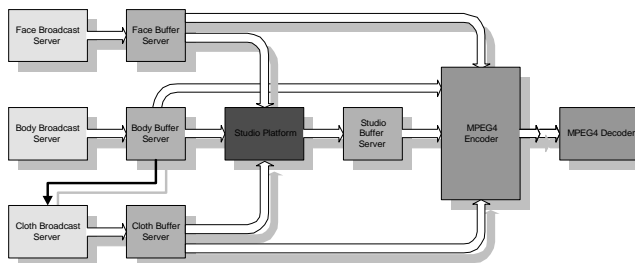 Face Broadcast
Server
Face Buffer
Server
Body Broadcast
Server
Body Buffer
Server
Studio Platform
Studio
Buffer
Server
MPEG4
Encoder
MPEG4 Decoder
Cloth Broadcast
Server
Cloth Buffer
Server